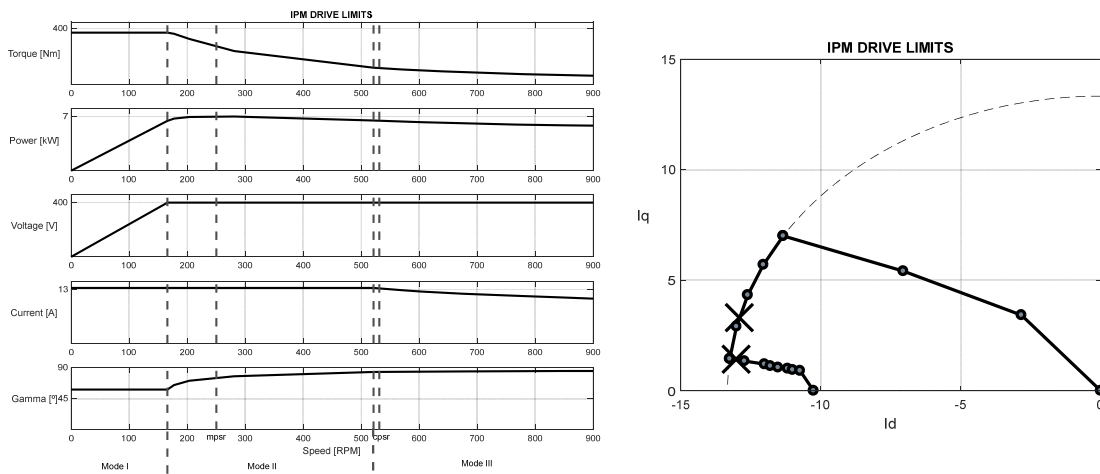 IPM DRIVE LIMITS
400
Torque [Nm]
0 100 200 300 400 500 600 700 800 900
7
Power [kW]
0 100 200 300 400 500 600 700 800 900
400
Voltage [V]
0 100 200 300 400 500 600 700 800 900
13
Current [A]
0 100 200 300 400 500 600 700 800 900
90
Gamma [º]45
0 100 200 mpsr 300 400 500 cpsr 600 700 800 900
Speed [RPM]
Mode I Mode II Mode III
IPM DRIVE LIMITS
15
10
Iq
5
0
-15 -10 -5 0
Id